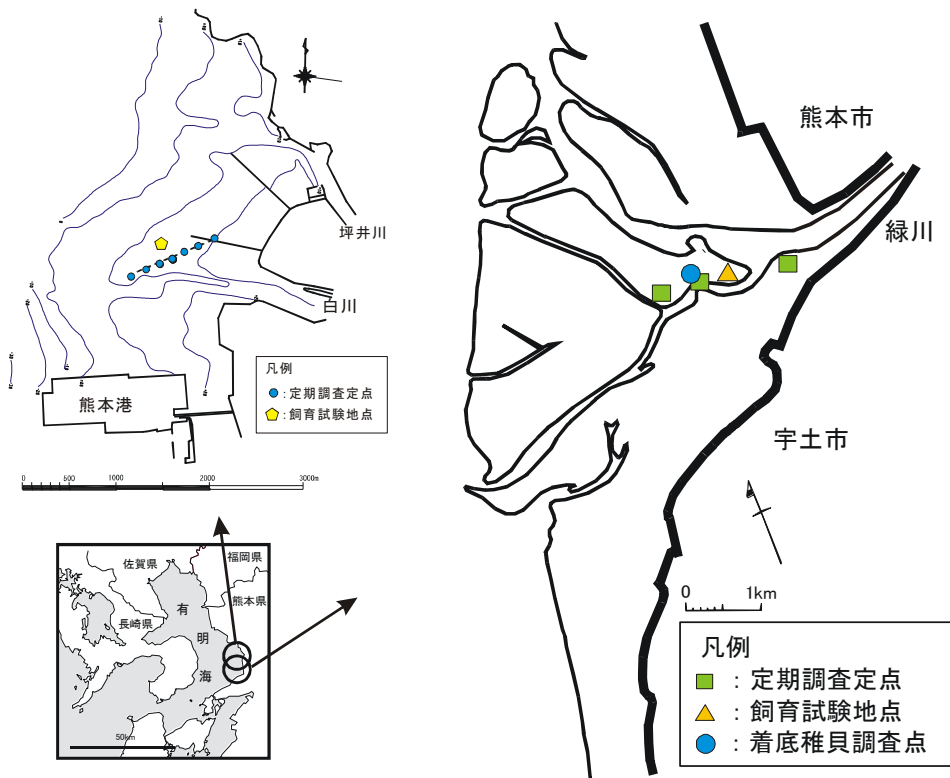 坪井川
白川
凡例
：定期調査定点
：飼育試験地点
熊本港
0 500 1000 2000 3000m
佐賀県
福岡県
熊本県
長崎県
有
明
海
50km
熊本市
緑川
宇土市
0 1km
凡例
：定期調査定点
：飼育試験地点
：着底稚貝調査点